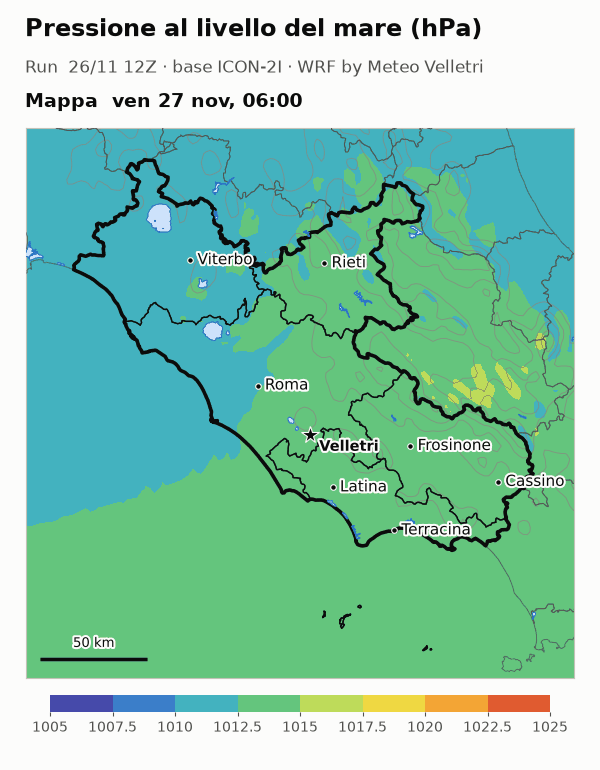 Pressione al livello del mare (hPa)
Run  26/11 12Z · base ICON-2I · WRF by Meteo Velletri
Mappa  ven 27 nov, 06:00
Viterbo
Rieti
Roma
Velletri
Frosinone
Latina
Cassino
Terracina
50 km
1005 1007.5 1010 1012.5 1015 1017.5 1020 1022.5 1025